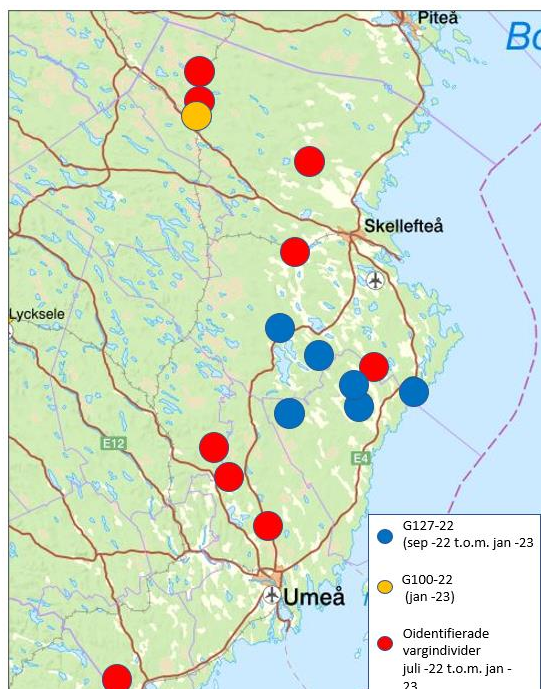 Piteå
Bo
Skellefteå
Lycksele
E12
E4
Umeå
G127-22
(sep -22 t.o.m. jan -23
G100-22
(jan -23)
Oidentifierade
vargindivider
juli -22 t.o.m. jan -
23